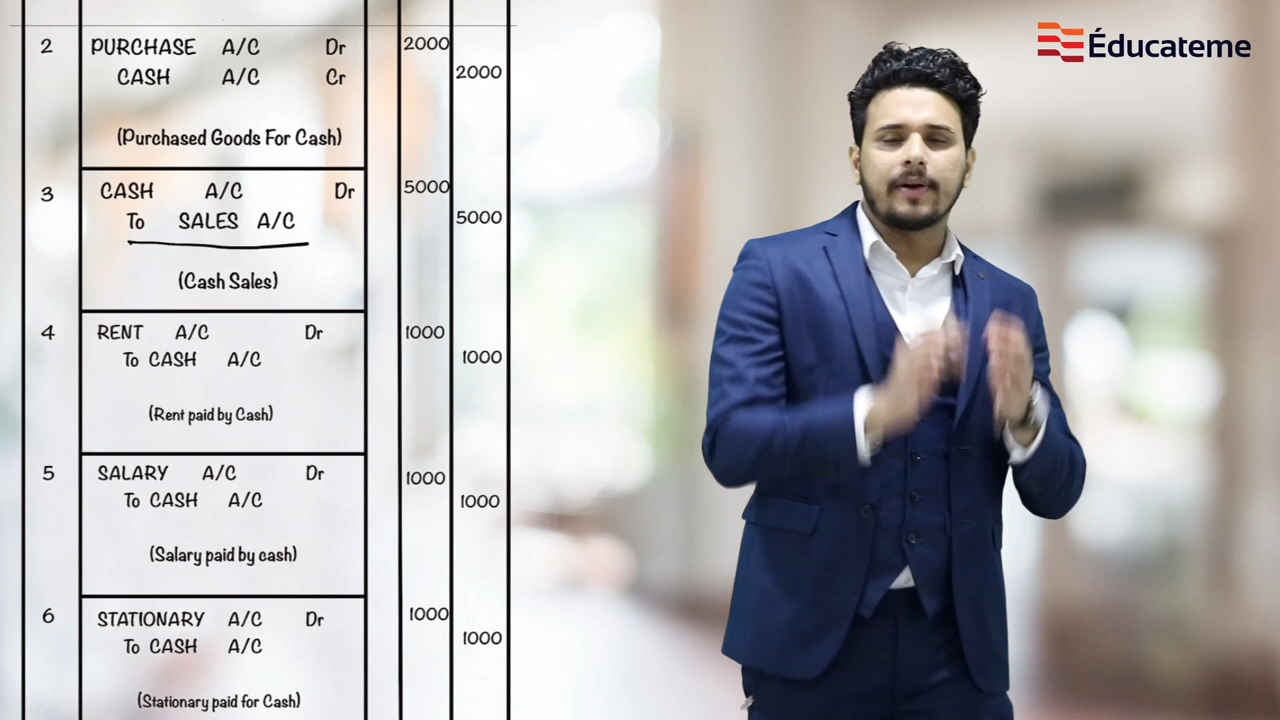 Éducateme
2 PURCHASE A/C Dr 2000
CASH A/C Cr 2000
(Purchased Goods For Cash)
3 CASH A/C Dr 5000
To SALES A/C 5000
(Cash Sales)
4 RENT A/C Dr 1000
To CASH A/C 1000
(Rent paid by Cash)
5 SALARY A/C Dr 1000
To CASH A/C 1000
(Salary paid by cash)
6 STATIONARY A/C Dr 1000
To CASH A/C 1000
(Stationary paid for Cash)